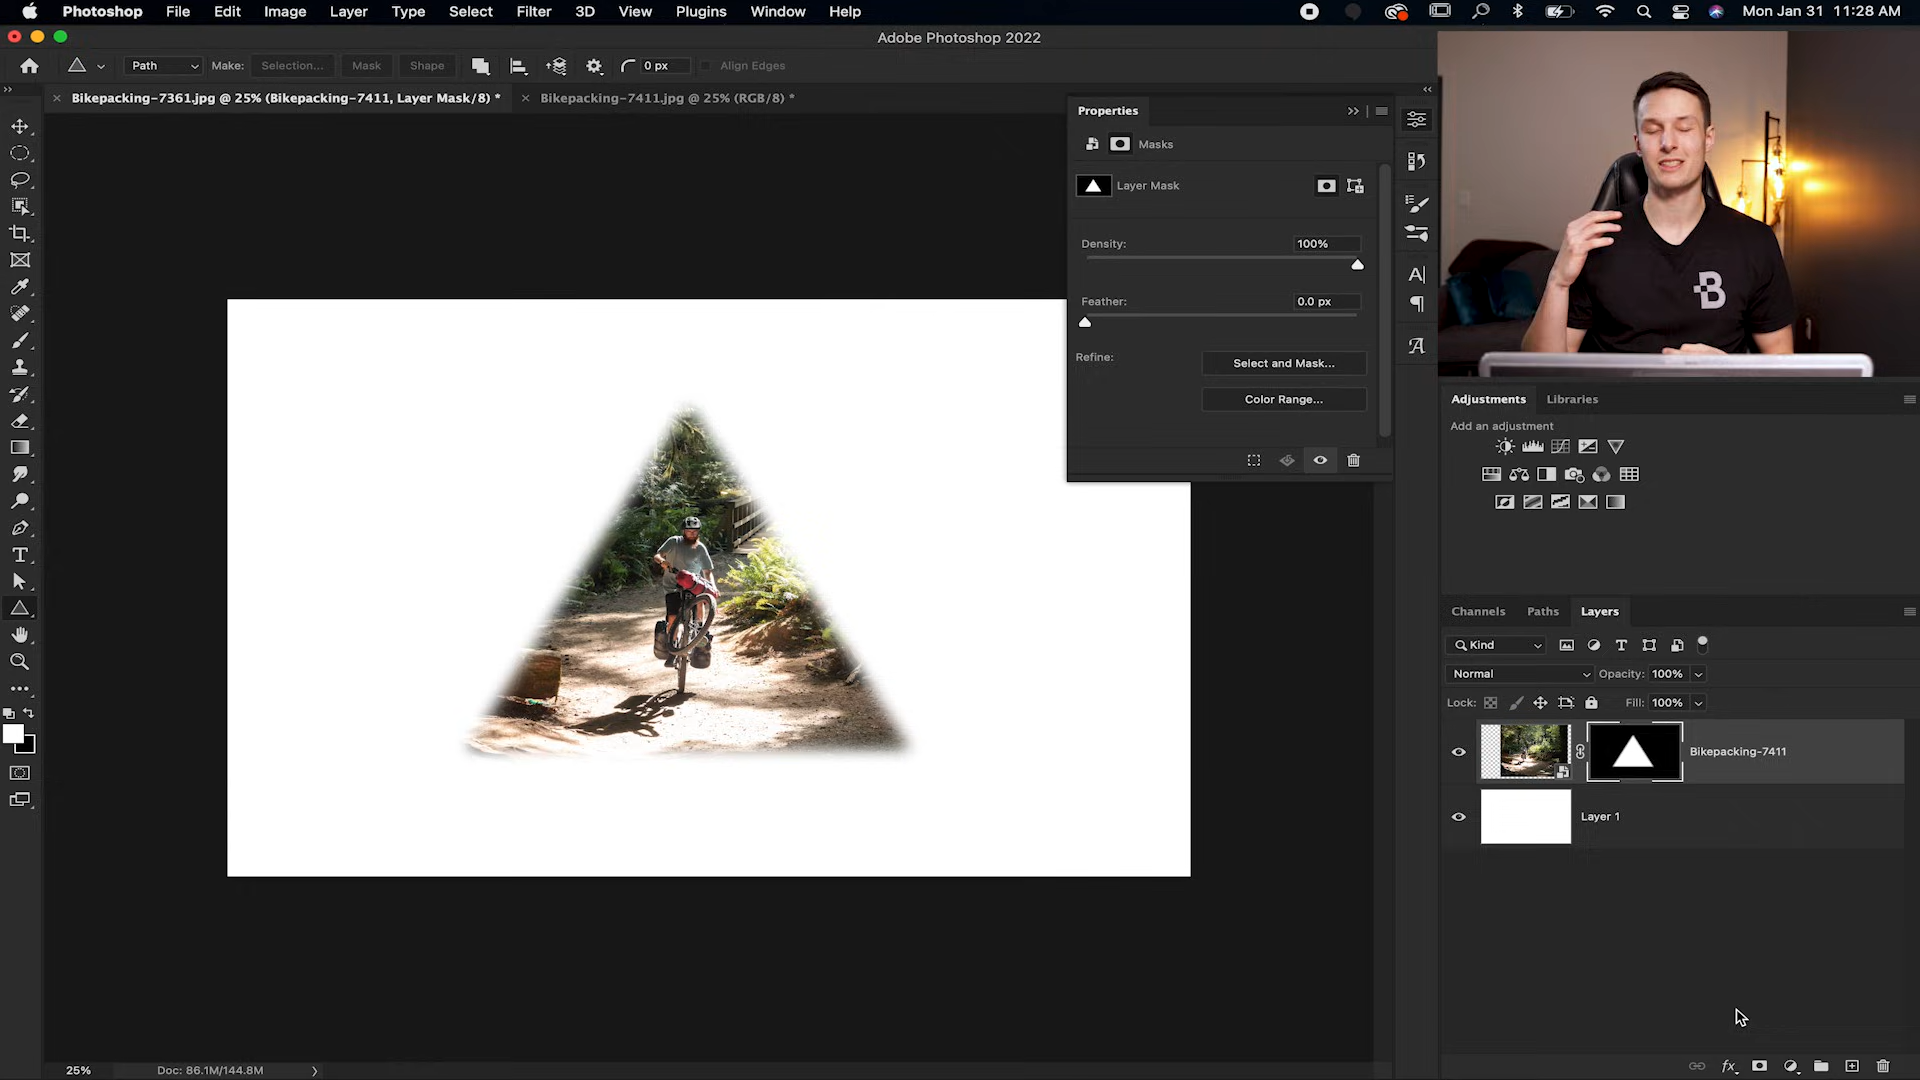 Photoshop File Edit Image Layer Type Select Filter 3D View Plugins Window Help Mon Jan 31 11:28 AM
Adobe Photoshop 2022
Path Make: Selection... Mask Shape 0 px Align Edges
Bikepacking-7361.jpg @ 25% (Bikepacking-7411, Layer Mask/8) * Bikepacking-7411.jpg @ 25% (RGB/8) *
Properties
Masks
Layer Mask
Density: 100%
Feather: 0.0 px
Refine: Select and Mask...
Color Range...
B
Adjustments Libraries
Add an adjustment
Channels Paths Layers
Kind
Normal Opacity: 100%
Lock: Fill: 100%
Bikepacking-7411
Layer 1
25% Doc: 86.1M/144.8M